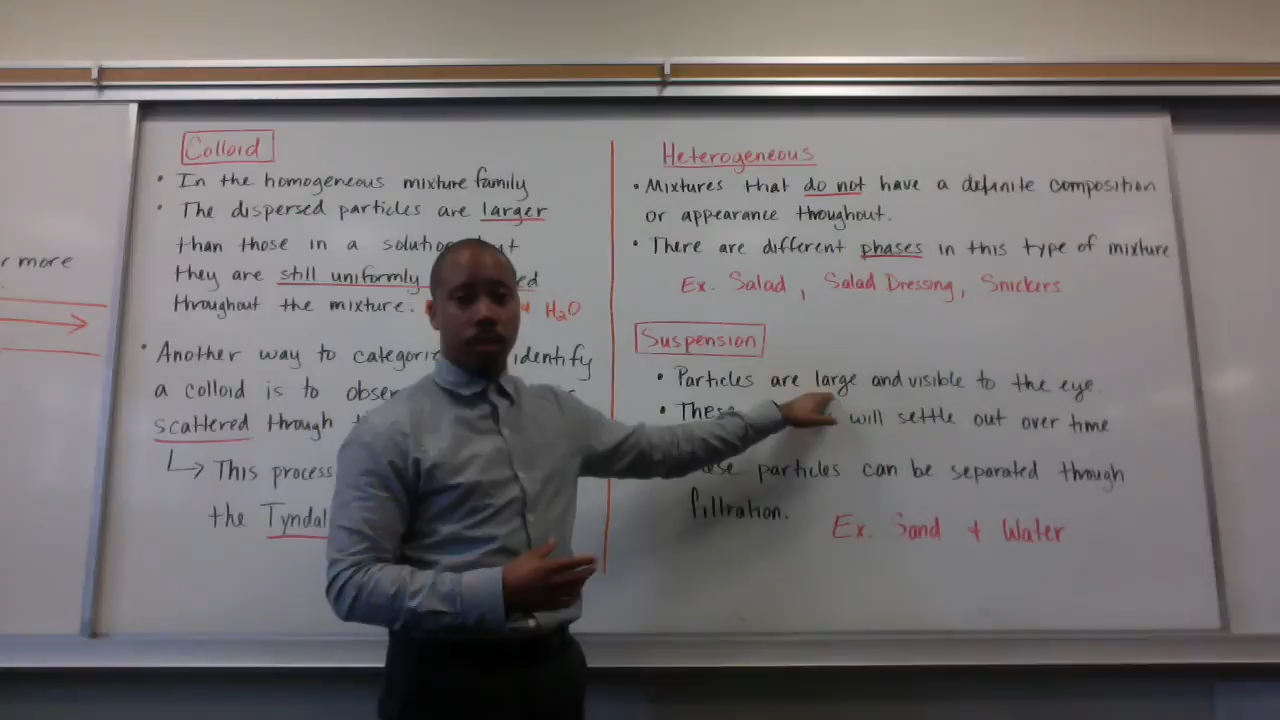 r more
Colloid
• In the homogeneous mixture family
• The dispersed particles are larger
than those in a solution
they are still uniformly
throughout the mixture. H₂O
• Another way to identify
a colloid is to
scattered through
↳ This process
the
Heterogeneous
• Mixtures that do not have a definite composition
or appearance throughout.
• There are different phases in this type of mixture
Ex. Salad, Salad Dressing, Snickers
Suspension
• Particles are large and visible to the eye.
• will settle out over time
particles can be separated through
filtration.
Ex. Sand + Water